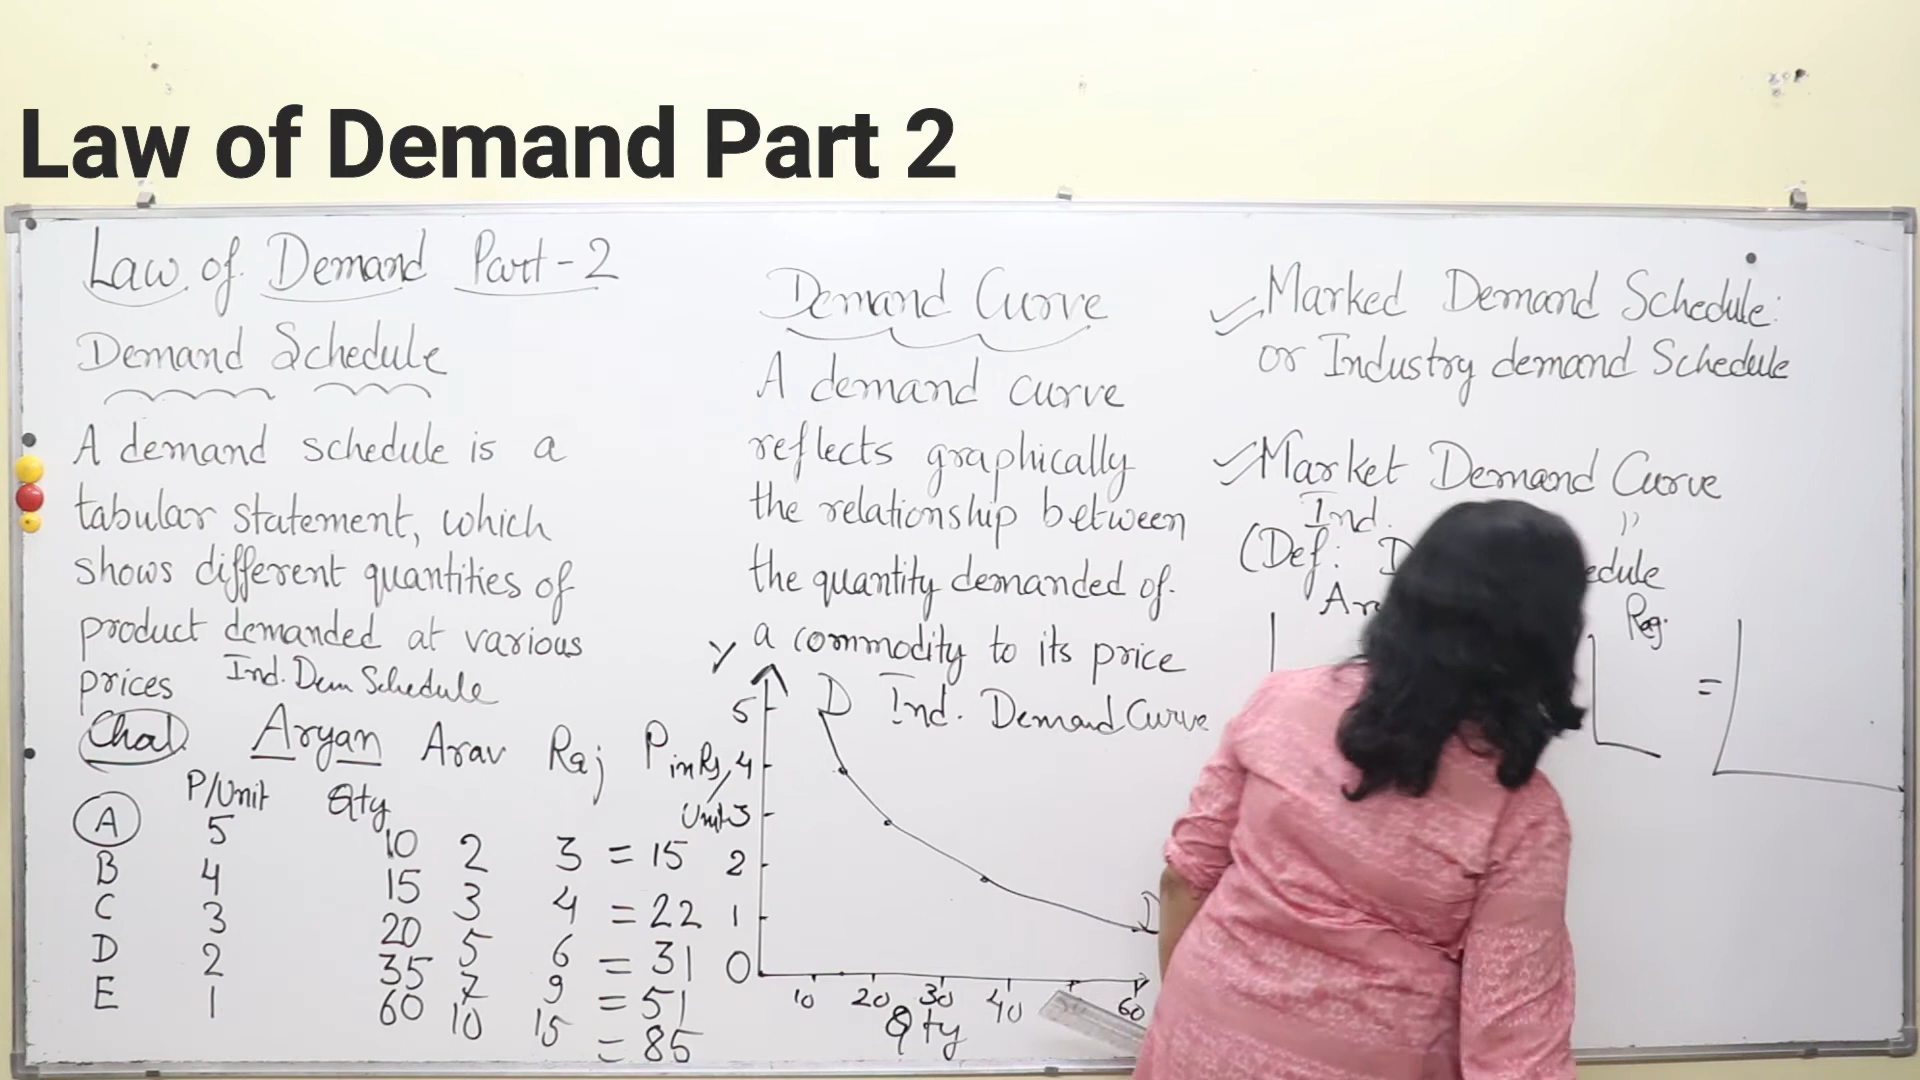 Law of Demand Part 2
Law of Demand Part-2
Demand Schedule
A demand schedule is a
tabular statement, which
shows different quantities of
product demanded at various
prices Ind. Dem Schedule
Chal. Aryan Arav Raj
P/Unit Qty
A 5 10 2 3 = 15
B 4 15 3 4 = 22
C 3 20 5 6 = 31
D 2 35 7 9 = 51
E 1 60 10 15 = 85
Demand Curve
A demand curve
reflects graphically
the relationship between
the quantity demanded of.
a commodity to its price
Y
D Ind. Demand Curve
P in Rs/
Unit
5
4
3
2
1
0
D
10 20 30 40 60
Qty
Marked Demand Schedule:
or Industry demand Schedule
Market Demand Curve
Ind. "
(Def:
Raj.
=